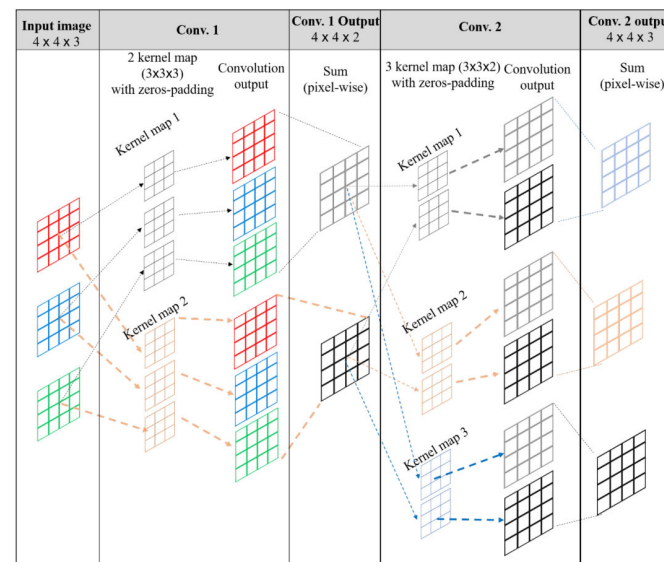 Input image
4 x 4 x 3
Conv. 1
Conv. 1 Output
4 x 4 x 2
Conv. 2
Conv. 2 output
4 x 4 x 3
2 kernel map
(3x3x3)
with zeros-padding
Convolution
output
Sum
(pixel-wise)
3 kernel map (3x3x2)
with zeros-padding
Convolution
output
Sum
(pixel-wise)
Kernel map 1
Kernel map 2
Kernel map 1
Kernel map 2
Kernel map 3